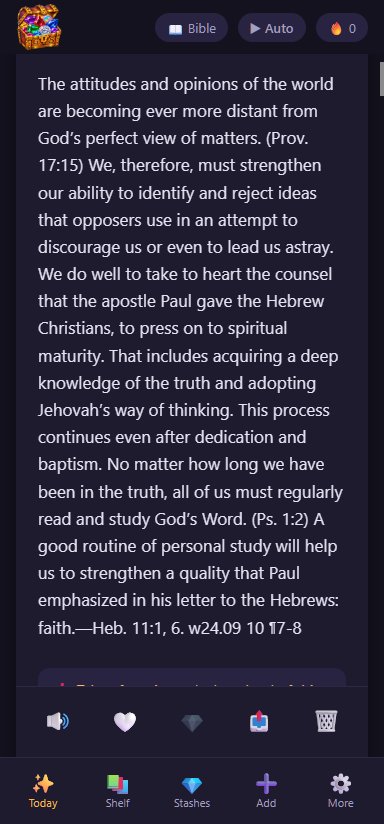 Bible
Auto
0
The attitudes and opinions of the world
are becoming ever more distant from
God’s perfect view of matters. (Prov.
17:15) We, therefore, must strengthen
our ability to identify and reject ideas
that opposers use in an attempt to
discourage us or even to lead us astray.
We do well to take to heart the counsel
that the apostle Paul gave the Hebrew
Christians, to press on to spiritual
maturity. That includes acquiring a deep
knowledge of the truth and adopting
Jehovah’s way of thinking. This process
continues even after dedication and
baptism. No matter how long we have
been in the truth, all of us must regularly
read and study God’s Word. (Ps. 1:2) A
good routine of personal study will help
us to strengthen a quality that Paul
emphasized in his letter to the Hebrews:
faith.—Heb. 11:1, 6. w24.09 10 ¶7-8
Today
Shelf
Stashes
Add
More